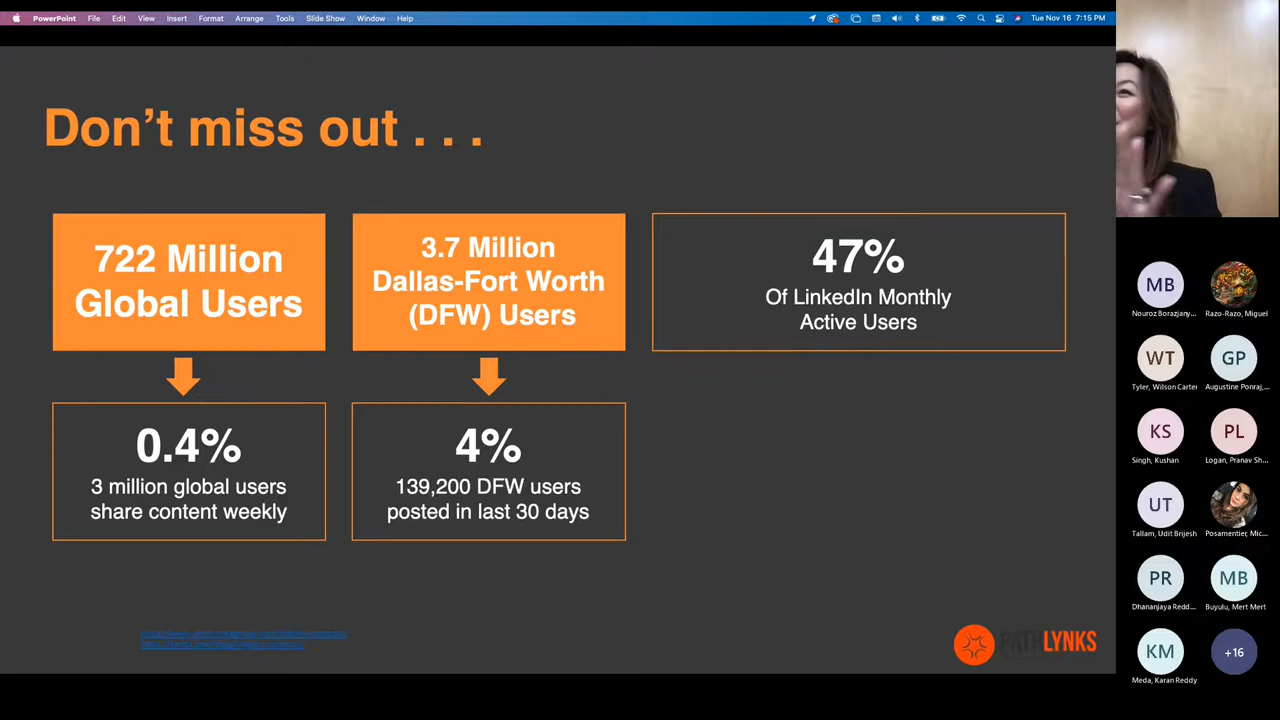 PowerPoint File Edit View Insert Format Arrange Tools Slide Show Window Help
Tue Nov 16 7:15 PM
Don't miss out . . .
722 Million
Global Users
3.7 Million
Dallas-Fort Worth
(DFW) Users
47%
Of LinkedIn Monthly
Active Users
0.4%
3 million global users
share content weekly
4%
139,200 DFW users
posted in last 30 days
PATHLYNKS
MB
Nouroz Borazjany...
Razo-Razo, Miguel
WT
GP
Tyler, Wilson Carter
Augustine Ponraj,...
KS
PL
Singh, Kushan
Logan, Pranav Sh...
UT
Tallam, Udit Brijesh
Posamentier, Mic...
PR
MB
Dhananjaya Redd...
Buyulu, Mert Mert
KM
+16
Meda, Karan Reddy